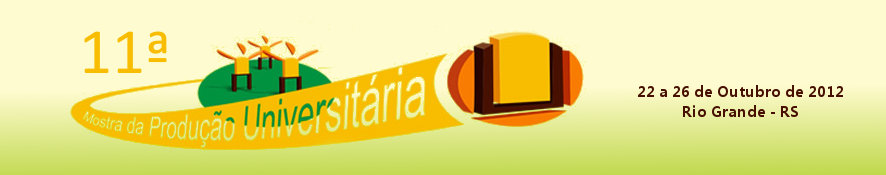 11ª
Mostra da Produção Universitária
22 a 26 de Outubro de 2012
Rio Grande - RS